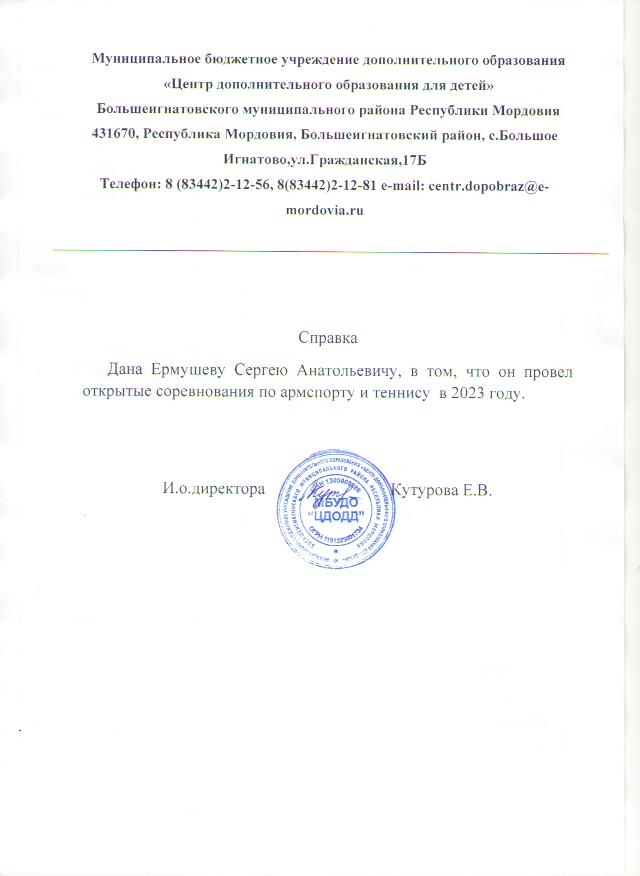 Муниципальное бюджетное учреждение дополнительного образования
«Центр дополнительного образования для детей»
Большеигнатовского муниципального района Республики Мордовия
431670, Республика Мордовия, Большеигнатовский район, с.Большое
Игнатово,ул.Гражданская,17Б
Телефон: 8 (83442)2-12-56, 8(83442)2-12-81 e-mail: centr.dopobraz@e-
mordovia.ru
Справка
Дана Ермушеву Сергею Анатольевичу, в том, что он провел
открытые соревнования по армспорту и теннису в 2023 году.
И.о.директора Кутурова Е.В.
МБУДО
"ЦДОДД"